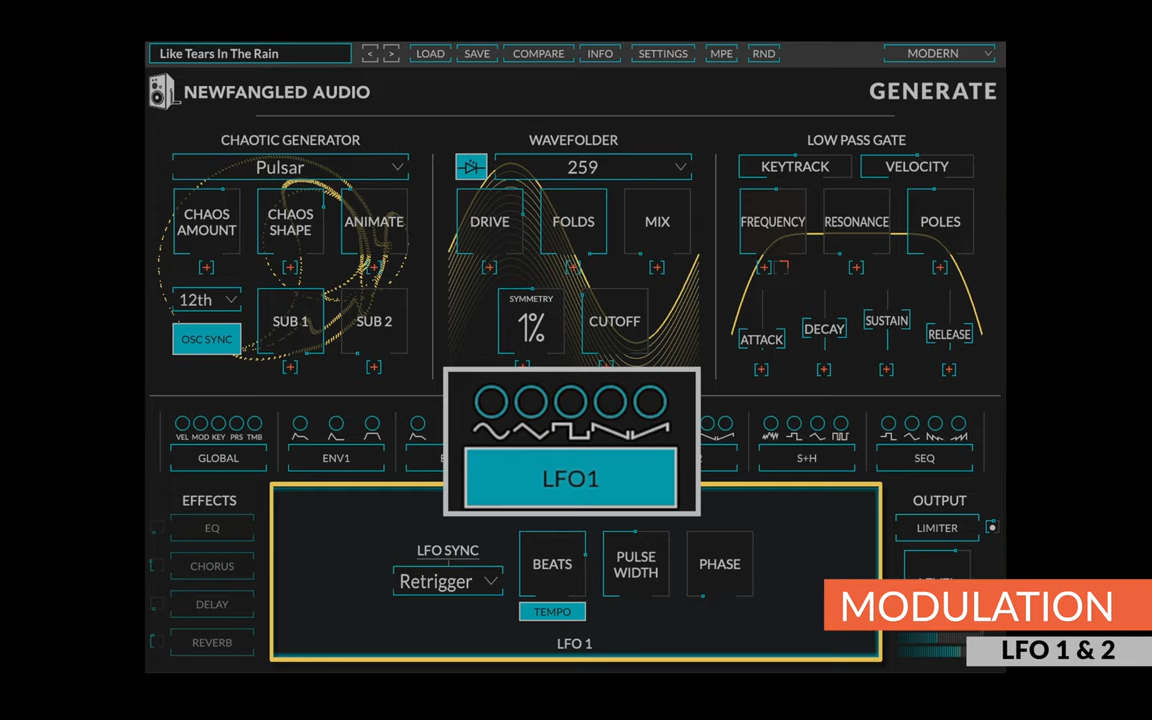 Like Tears In The Rain
< > LOAD SAVE COMPARE INFO SETTINGS MPE RND MODERN
NEWFANGLED AUDIO
GENERATE
CHAOTIC GENERATOR
WAVEFOLDER
LOW PASS GATE
Pulsar
259
KEYTRACK
VELOCITY
CHAOS
AMOUNT
CHAOS
SHAPE
ANIMATE
DRIVE
FOLDS
MIX
FREQUENCY
RESONANCE
POLES
12th
OSC SYNC
SUB 1
SUB 2
SYMMETRY
1%
CUTOFF
ATTACK
DECAY
SUSTAIN
RELEASE
VEL MOD KEY PRS TMB
GLOBAL
ENV1
LFO1
S+H
SEQ
EFFECTS
EQ
CHORUS
DELAY
REVERB
LFO SYNC
Retrigger
BEATS
TEMPO
PULSE
WIDTH
PHASE
LFO 1
OUTPUT
LIMITER
MODULATION
LFO 1 & 2